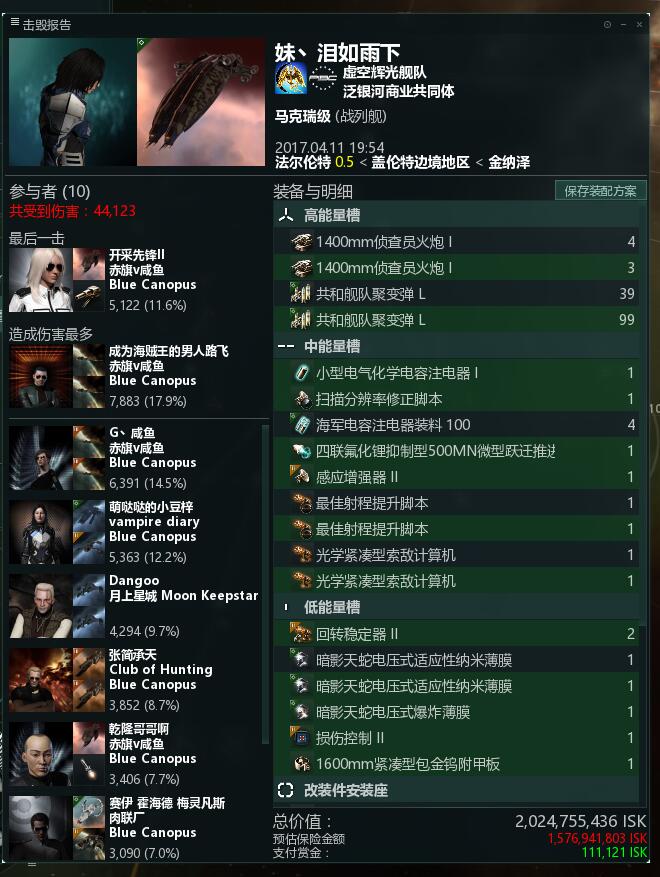 击毁报告
妹丶泪如雨下
虚空辉光舰队
泛银河商业共同体
马克瑞级 (战列舰)
2017.04.11 19:54
法尔伦特 0.5 < 盖伦特边境地区 < 金纳泽
参与者 (10)
共受到伤害：44,123
最后一击
开采先锋II
赤旗v咸鱼
Blue Canopus
5,122 (11.6%)
造成伤害最多
成为海贼王的男人路飞
赤旗v咸鱼
Blue Canopus
7,883 (17.9%)
G丶咸鱼
赤旗v咸鱼
Blue Canopus
6,391 (14.5%)
萌哒哒的小豆梓
vampire diary
Blue Canopus
5,363 (12.2%)
Dangoo
月上星城 Moon Keepstar
4,294 (9.7%)
张简承天
Club of Hunting
Blue Canopus
3,852 (8.7%)
乾隆哥哥啊
赤旗v咸鱼
Blue Canopus
3,406 (7.7%)
赛伊 霍海德 梅灵凡斯
肉联厂
Blue Canopus
3,090 (7.0%)
装备与明细
保存装配方案
高能量槽
1400mm侦查员火炮 I 4
1400mm侦查员火炮 I 3
共和舰队聚变弹 L 39
共和舰队聚变弹 L 99
中能量槽
小型电气化学电容注电器 I 1
扫描分辨率修正脚本 1
海军电容注电器装料 100 4
四联氟化锂抑制型500MN微型跃迁推进 1
感应增强器 II 1
最佳射程提升脚本 1
最佳射程提升脚本 1
光学紧凑型索敌计算机 1
光学紧凑型索敌计算机 1
低能量槽
回转稳定器 II 2
暗影天蛇电压式适应性纳米薄膜 1
暗影天蛇电压式适应性纳米薄膜 1
暗影天蛇电压式爆炸薄膜 1
损伤控制 II 1
1600mm紧凑型包金钨附甲板 1
改装件安装座
总价值： 2,024,755,436 ISK
预估保险金额 1,576,941,803 ISK
支付赏金： 111,121 ISK